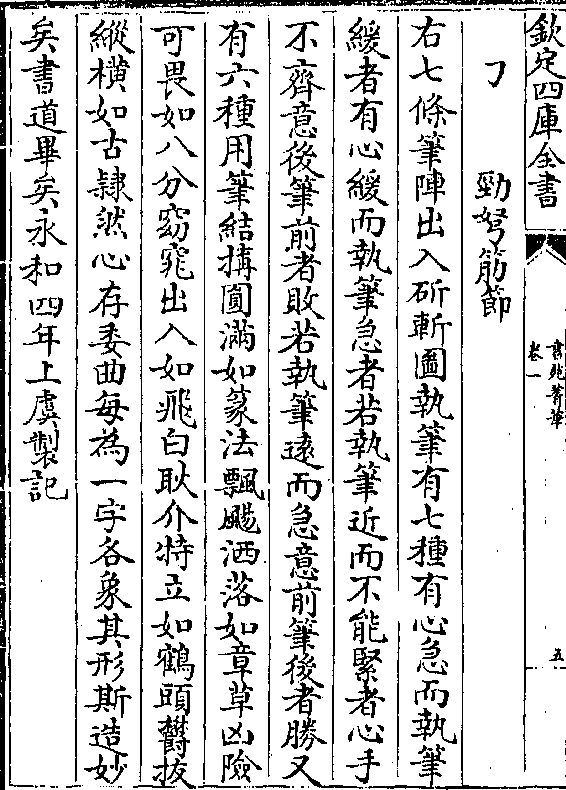 欽定四庫全書
書苑菁華
卷一
五
㇆ 勁弩筋節
右七條筆陣出入斫斬圖執筆有七種有心急而執筆
緩者有心緩而執筆急者若執筆近而不能緊者心手
不齊意後筆前者敗若執筆遠而急意前筆後者勝又
有六種用筆結搆圓滿如篆法飄颺洒落如章草凶險
可畏如八分窈窕出入如飛白耿介特立如鶴頭鬱拔
縱橫如古隸然心存委曲每為一字各象其形斯造妙
矣書道畢矣永和四年上虞製記